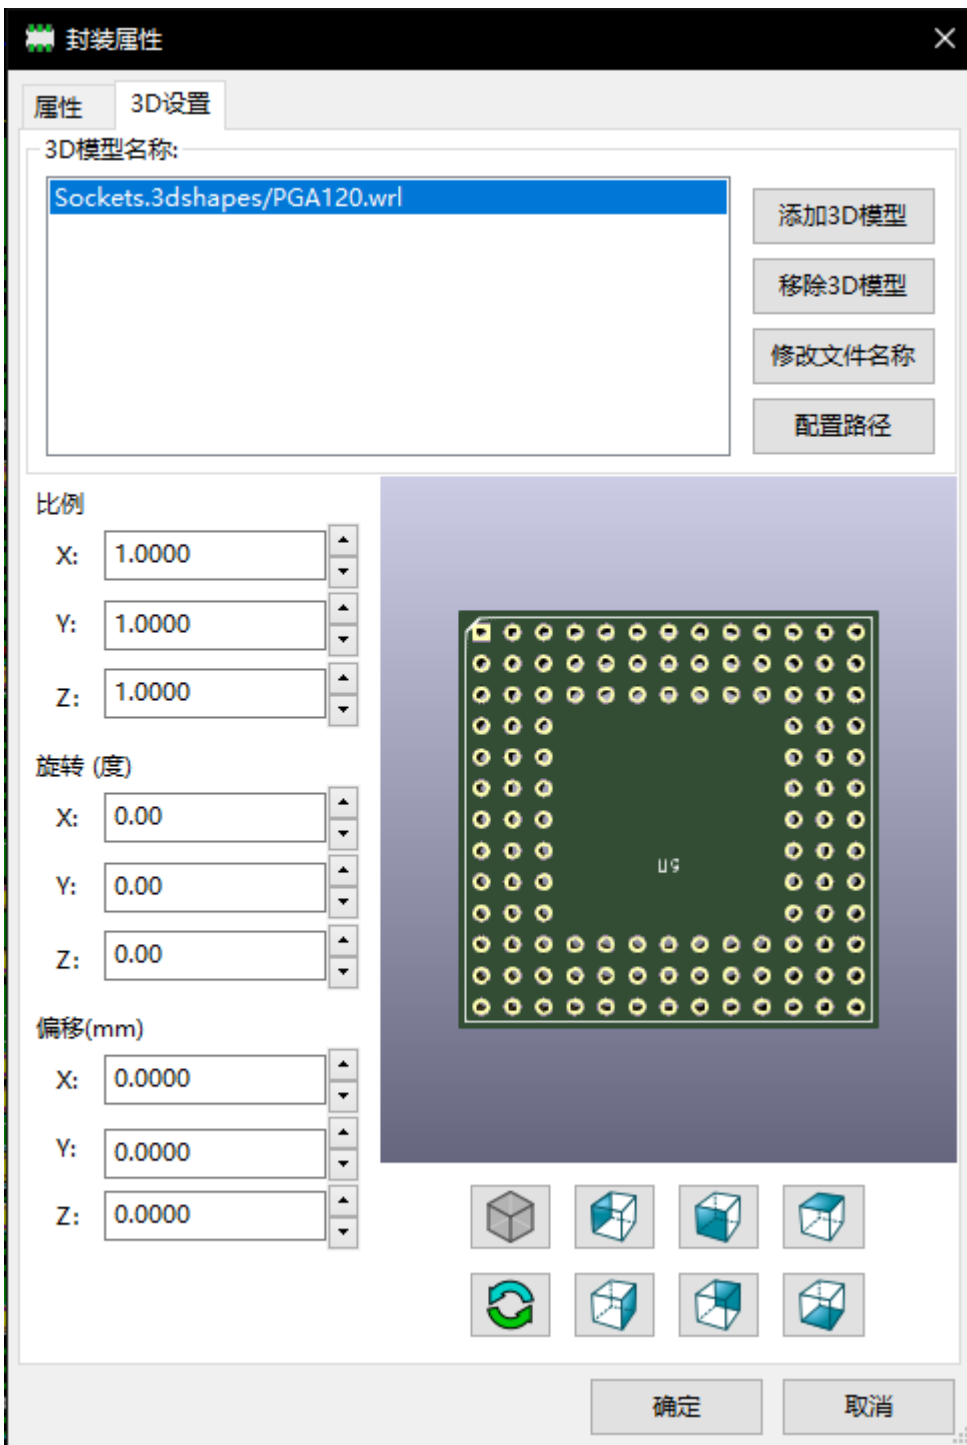 封装属性
属性
3D设置
3D模型名称:
Sockets.3dshapes/PGA120.wrl
添加3D模型
移除3D模型
修改文件名称
配置路径
比例
X: 1.0000
Y: 1.0000
Z: 1.0000
旋转 (度)
X: 0.00
Y: 0.00
Z: 0.00
偏移(mm)
X: 0.0000
Y: 0.0000
Z: 0.0000
确定
取消